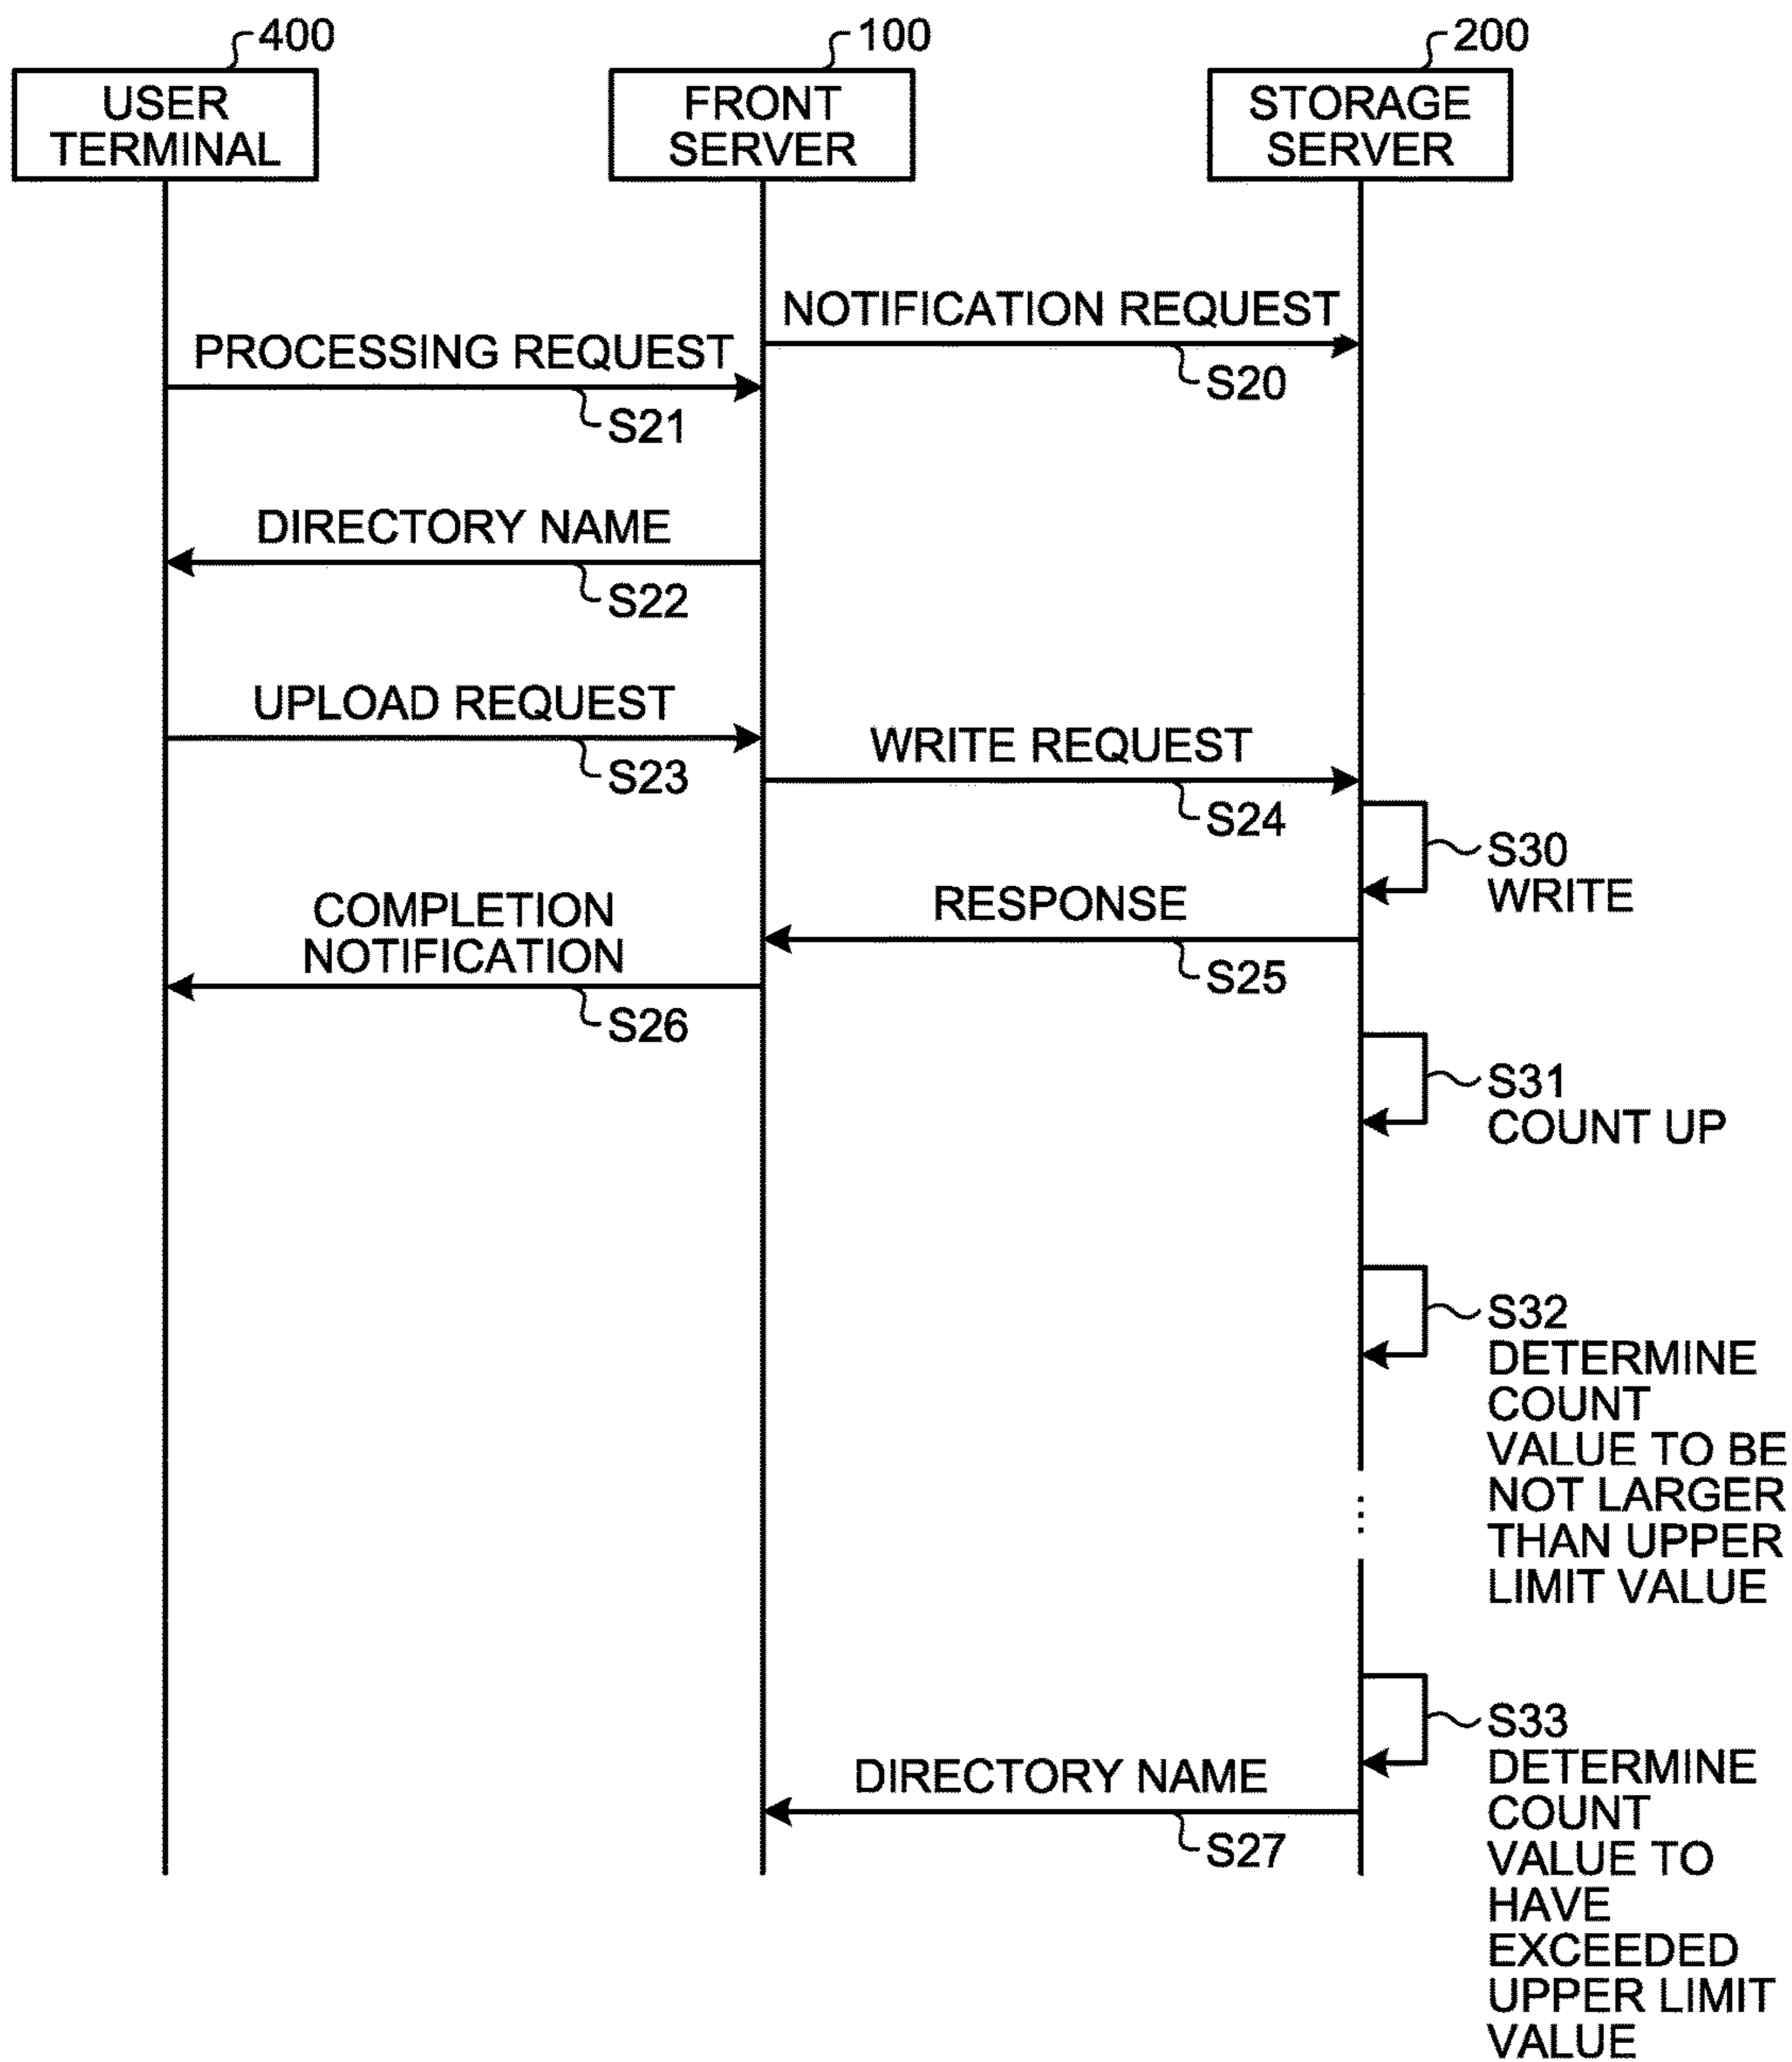 400
100
200
USER
TERMINAL
FRONT
SERVER
STORAGE
SERVER
NOTIFICATION REQUEST
S20
PROCESSING REQUEST
S21
DIRECTORY NAME
S22
UPLOAD REQUEST
S23
WRITE REQUEST
S24
S30
WRITE
RESPONSE
S25
COMPLETION
NOTIFICATION
S26
S31
COUNT UP
S32
DETERMINE
COUNT
VALUE TO BE
NOT LARGER
THAN UPPER
LIMIT VALUE
S33
DETERMINE
COUNT
VALUE TO
HAVE
EXCEEDED
UPPER LIMIT
VALUE
DIRECTORY NAME
S27